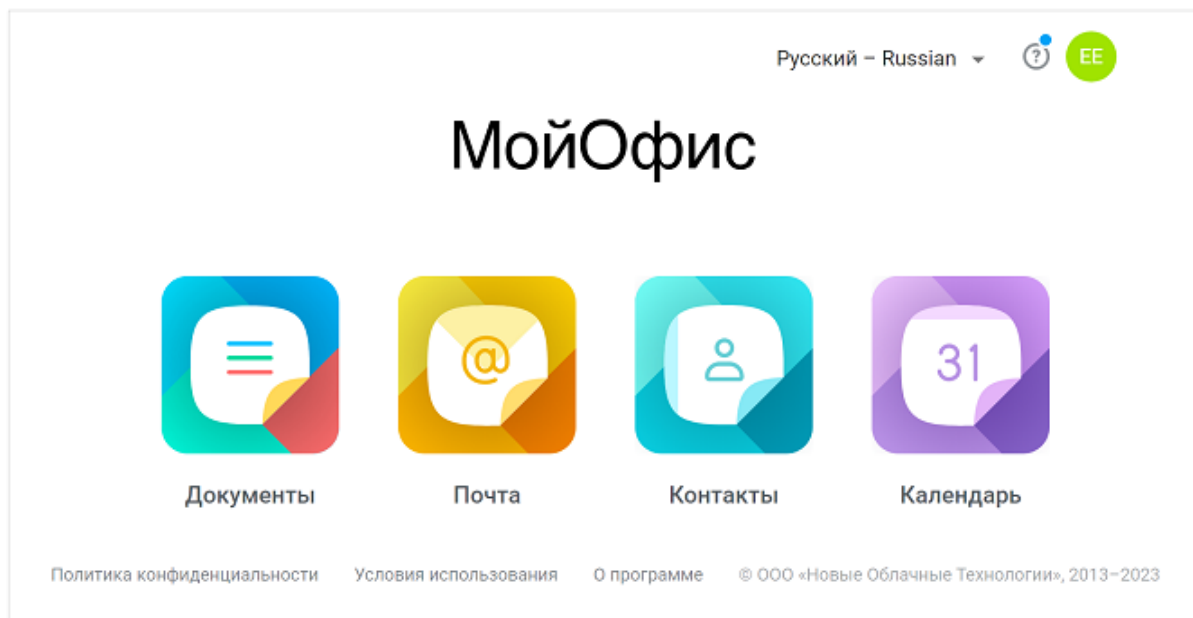 Русский – Russian
?
EE
МойОфис
@
31
Документы
Почта
Контакты
Календарь
Политика конфиденциальности
Условия использования
О программе
© ООО «Новые Облачные Технологии», 2013–2023